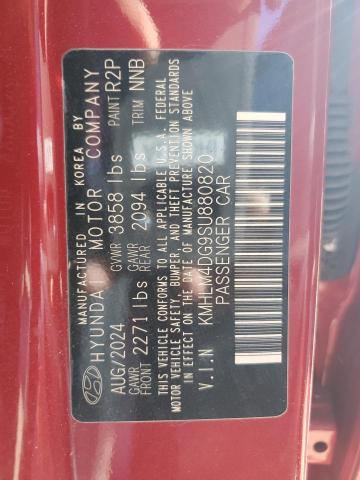 MANUFACTURED IN KOREA BY
HYUNDAI MOTOR COMPANY
AUG/2024 GVWR 3858 lbs PAINT R2P
GAWR FRONT 2271 lbs GAWR REAR 2094 lbs TRIM NNB
THIS VEHICLE CONFORMS TO ALL APPLICABLE U.S.A. FEDERAL
MOTOR VEHICLE SAFETY, BUMPER, AND THEFT PREVENTION STANDARDS
IN EFFECT ON THE DATE OF MANUFACTURE SHOWN ABOVE
V.I.N KMHLM4DG9SU880820
PASSENGER CAR